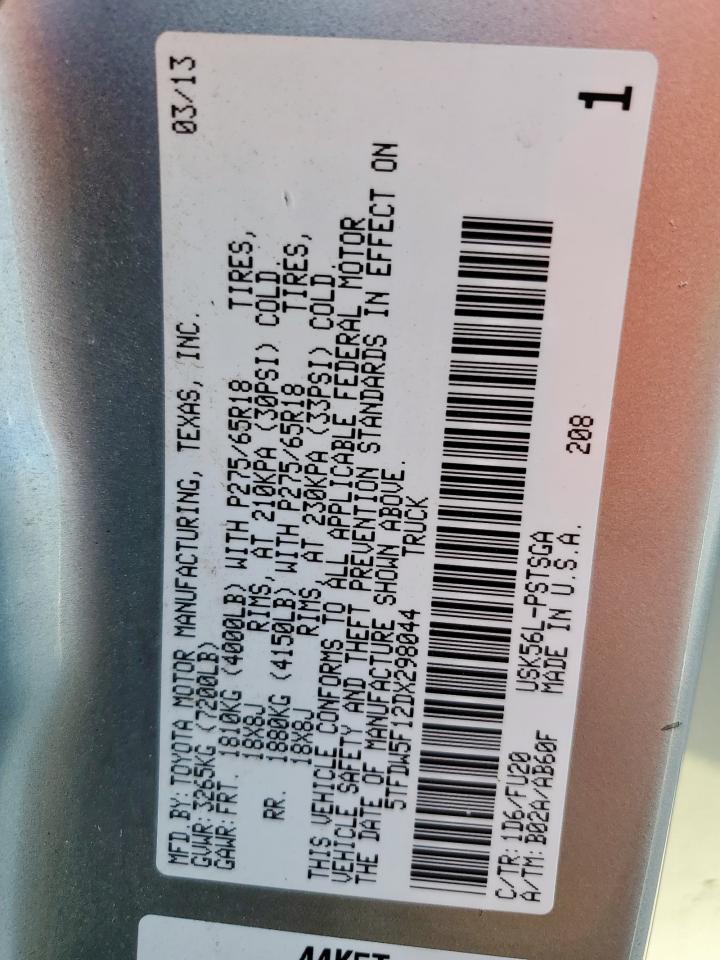 MFD BY: TOYOTA MOTOR MANUFACTURING, TEXAS, INC. 03/13
GVWR: 3265KG (7200LB)
GAWR: FRT. 1810KG (4000LB) WITH P275/65R18 TIRES,
18X8J RIMS, AT 210KPA (30PSI) COLD.
RR. 1880KG (4150LB) WITH P275/65R18 TIRES,
18X8J RIMS, AT 230KPA (33PSI) COLD.
THIS VEHICLE CONFORMS TO ALL APPLICABLE FEDERAL MOTOR
VEHICLE SAFETY AND THEFT PREVENTION STANDARDS IN EFFECT ON
THE DATE OF MANUFACTURE SHOWN ABOVE.
5TFDW5F12DX298044 TRUCK
C/TR: 1D6/FU20 USK56L-PSTSGA 208
A/TM: B02A/AB60F MADE IN U.S.A.
1